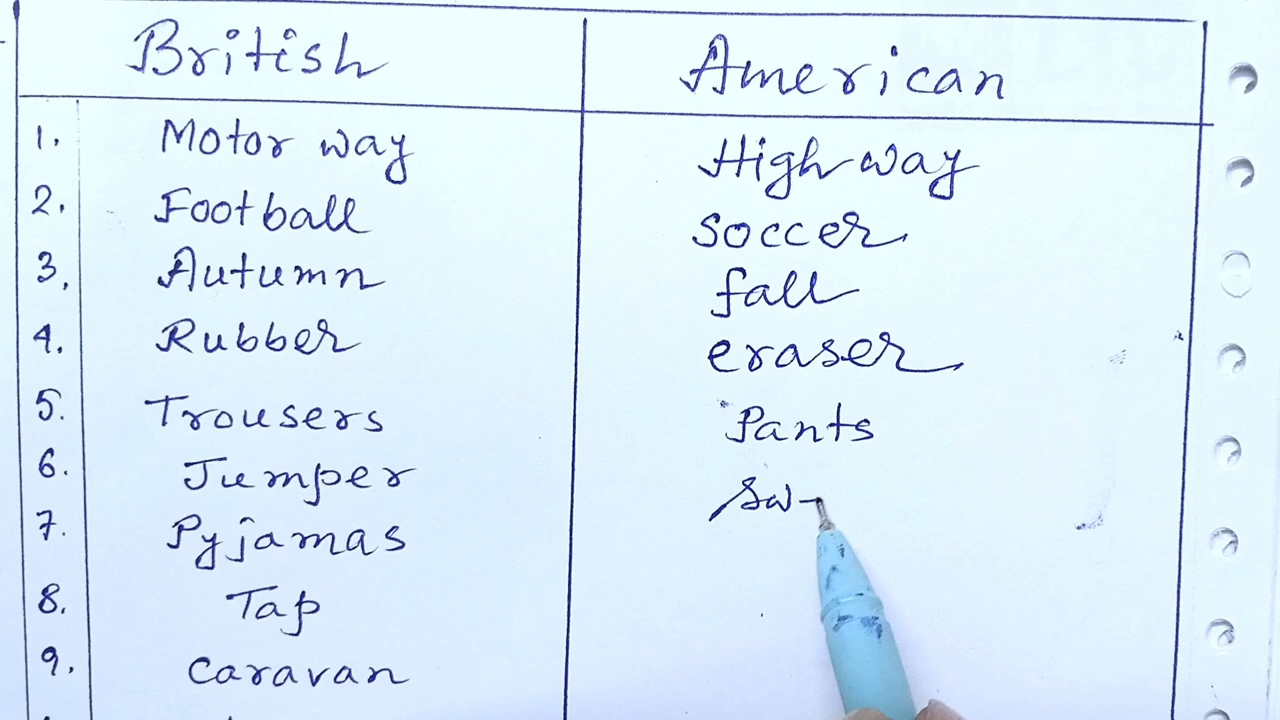 British American
1. Motor way High way
2. Football soccer
3. Autumn fall
4. Rubber eraser
5. Trousers Pants
6. Jumper Sw
7. Pyjamas
8. Tap
9. Caravan